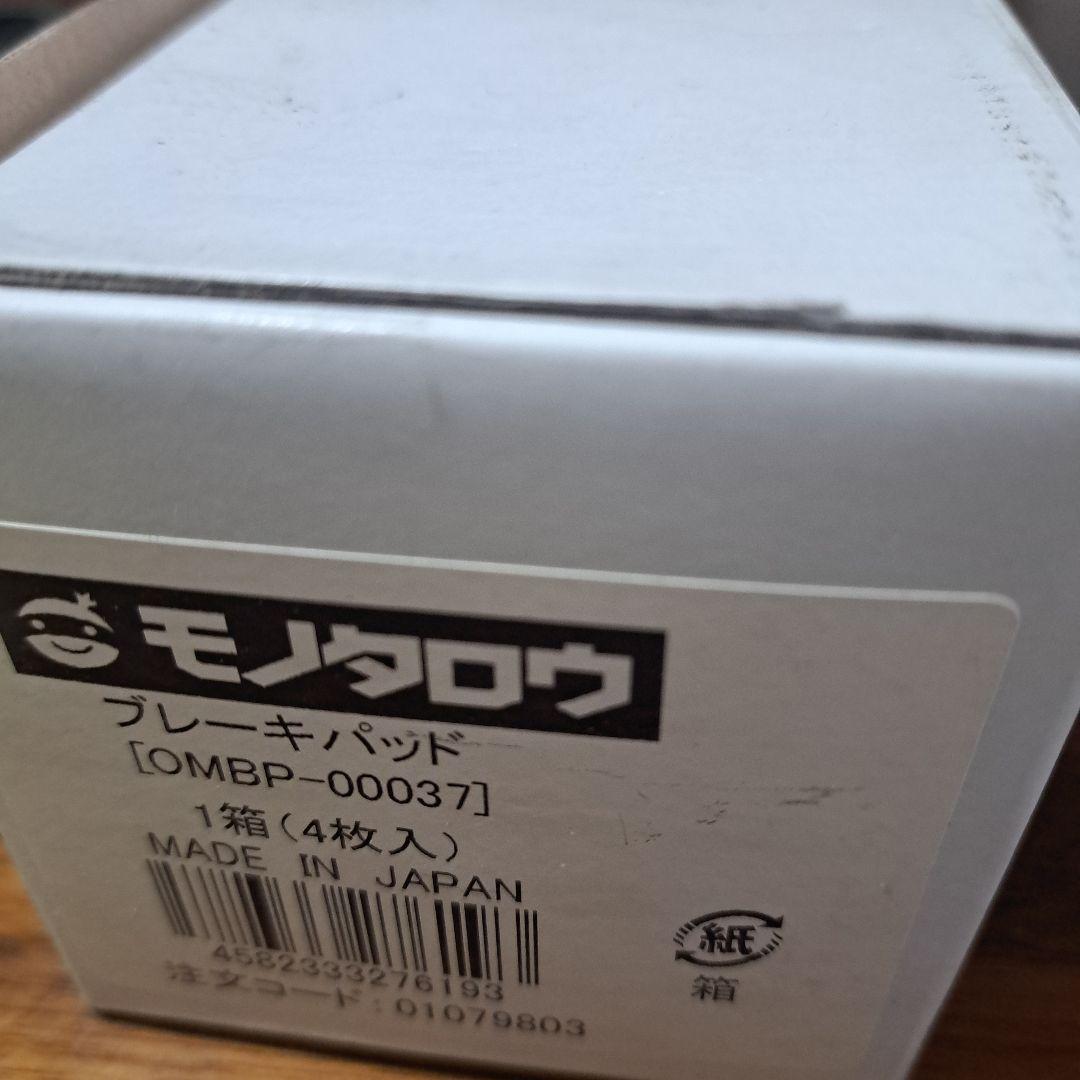 モノタロウ
ブレーキパッド
[OMBP-00037]
1箱(4枚入)
MADE IN JAPAN
4582333276193
注文コード:01079803
紙
箱